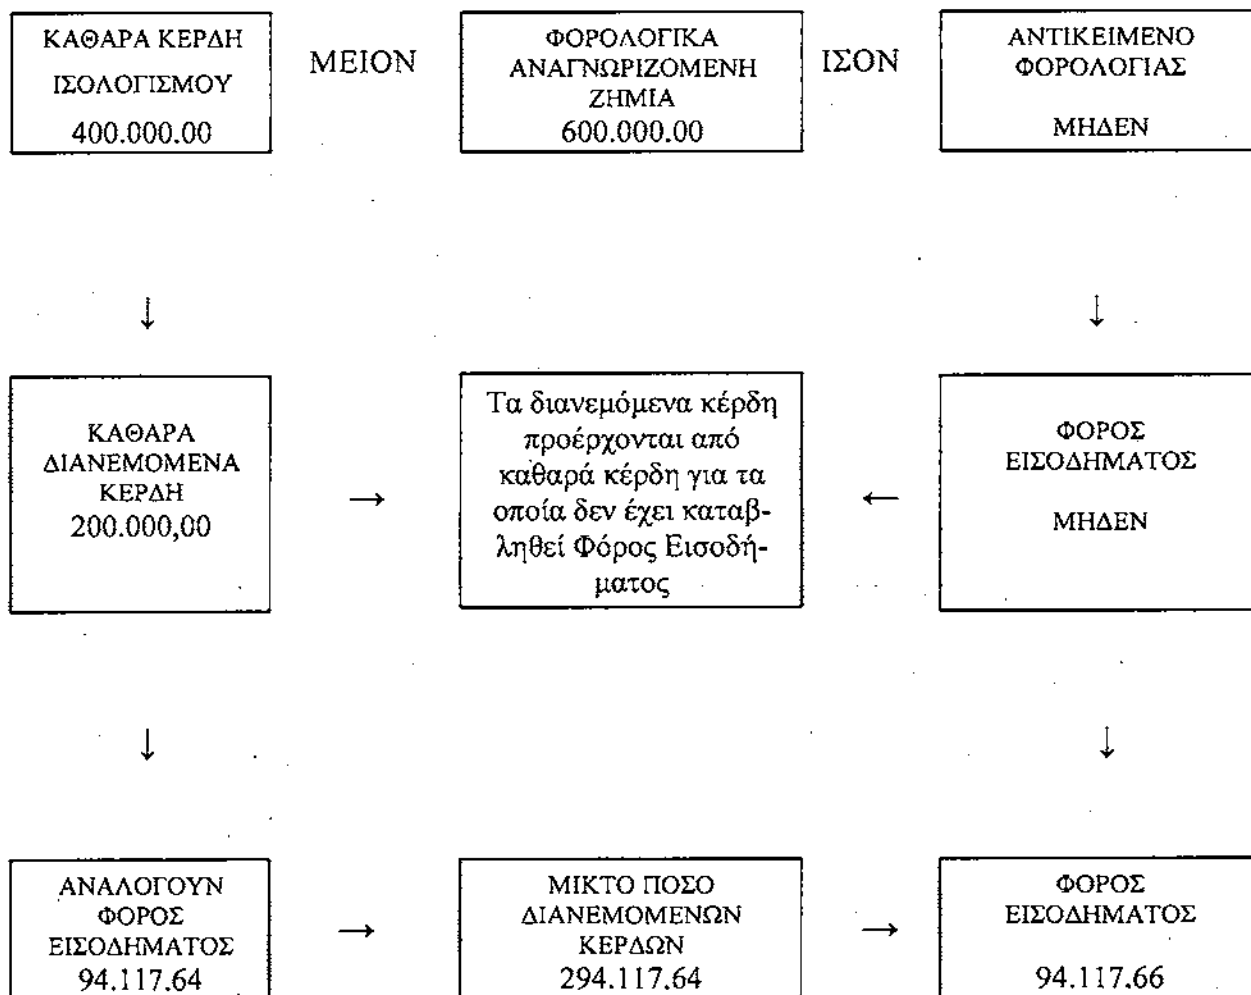 ΚΑΘΑΡΑ ΚΕΡΔΗ
ΙΣΟΛΟΓΙΣΜΟΥ
400.000.00
ΜΕΙΟΝ
ΦΟΡΟΛΟΓΙΚΑ
ΑΝΑΓΝΩΡΙΖΟΜΕΝΗ
ΖΗΜΙΑ
600.000.00
ΙΣΟΝ
ΑΝΤΙΚΕΙΜΕΝΟ
ΦΟΡΟΛΟΓΙΑΣ
ΜΗΔΕΝ
↓
↓
ΚΑΘΑΡΑ
ΔΙΑΝΕΜΟΜΕΝΑ
ΚΕΡΔΗ
200.000,00
→
Τα διανεμόμενα κέρδη
προέρχονται από
καθαρά κέρδη για τα
οποία δεν έχει καταβ-
ληθεί Φόρος Εισοδή-
ματος
←
ΦΟΡΟΣ
ΕΙΣΟΔΗΜΑΤΟΣ
ΜΗΔΕΝ
↓
↓
ΑΝΑΛΟΓΟΥΝ
ΦΟΡΟΣ
ΕΙΣΟΔΗΜΑΤΟΣ
94.117.64
→
ΜΙΚΤΟ ΠΟΣΟ
ΔΙΑΝΕΜΟΜΕΝΩΝ
ΚΕΡΔΩΝ
294.117.64
→
ΦΟΡΟΣ
ΕΙΣΟΔΗΜΑΤΟΣ
94.117.66